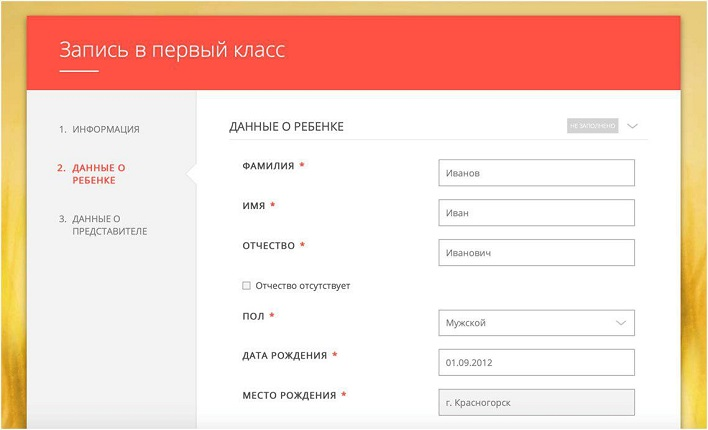 Запись в первый класс
1. ИНФОРМАЦИЯ
2. ДАННЫЕ О
РЕБЕНКЕ
3. ДАННЫЕ О
ПРЕДСТАВИТЕЛЕ
ДАННЫЕ О РЕБЕНКЕ НЕ ЗАПОЛНЕНО
ФАМИЛИЯ * Иванов
ИМЯ * Иван
ОТЧЕСТВО * Иванович
Отчество отсутствует
ПОЛ * Мужской
ДАТА РОЖДЕНИЯ * 01.09.2012
МЕСТО РОЖДЕНИЯ * г. Красногорск